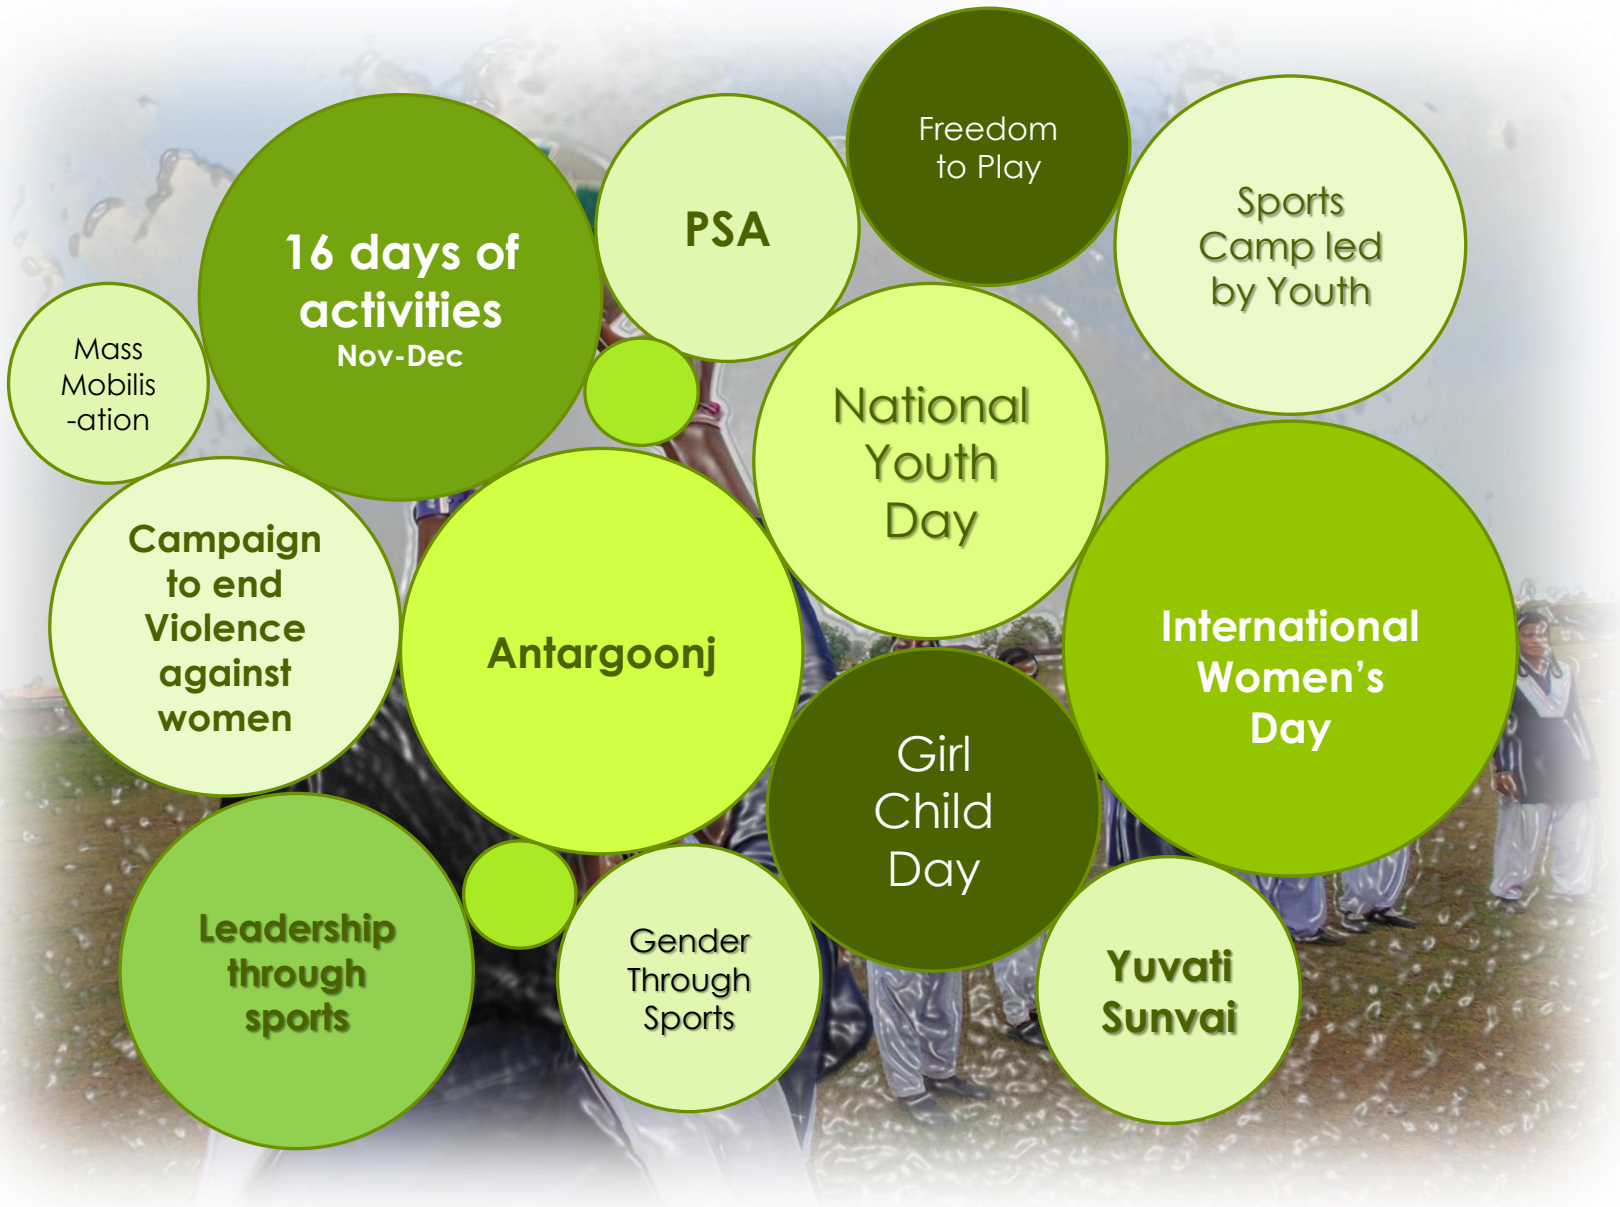 Freedom
to Play
PSA
Sports
Camp led
by Youth
16 days of
activities
Nov-Dec
Mass
Mobilis
-ation
National
Youth
Day
Campaign
to end
Violence
against
women
Antargoonj
International
Women’s
Day
Girl
Child
Day
Leadership
through
sports
Gender
Through
Sports
Yuvati
Sunvai